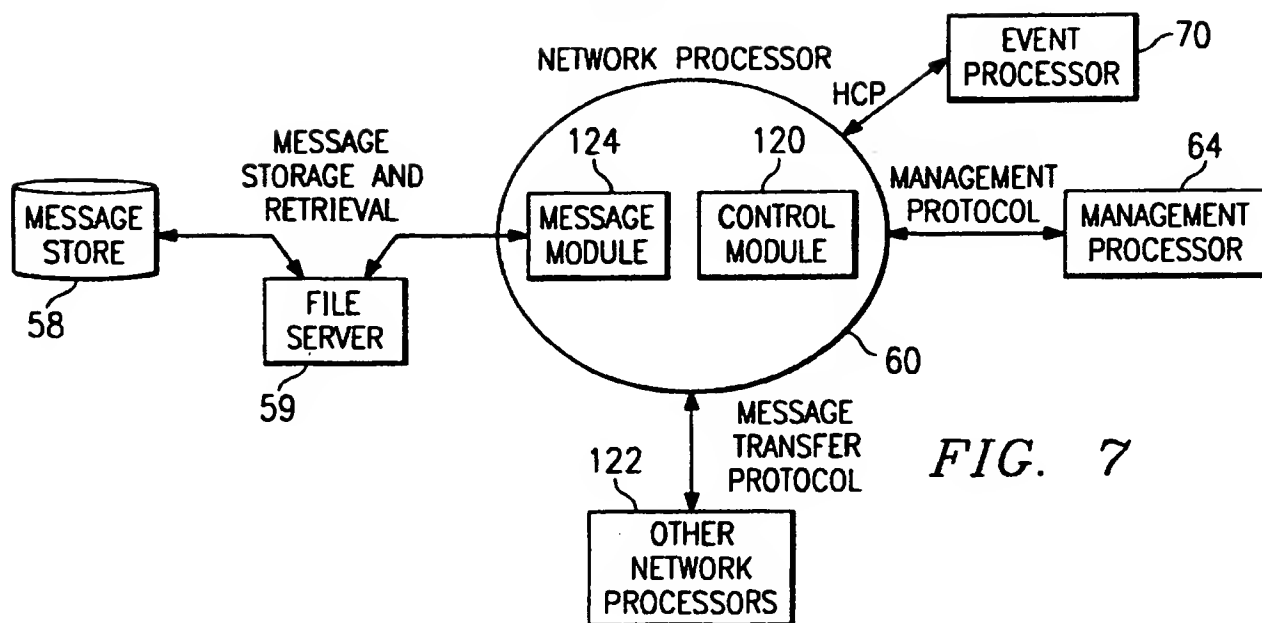 NETWORK PROCESSOR
EVENT
PROCESSOR
70
HCP
MESSAGE
STORAGE AND
RETRIEVAL
124
120
64
MESSAGE
STORE
58
FILE
SERVER
59
MESSAGE
MODULE
CONTROL
MODULE
MANAGEMENT
PROTOCOL
MANAGEMENT
PROCESSOR
60
MESSAGE
TRANSFER
PROTOCOL
122
OTHER
NETWORK
PROCESSORS
FIG. 7